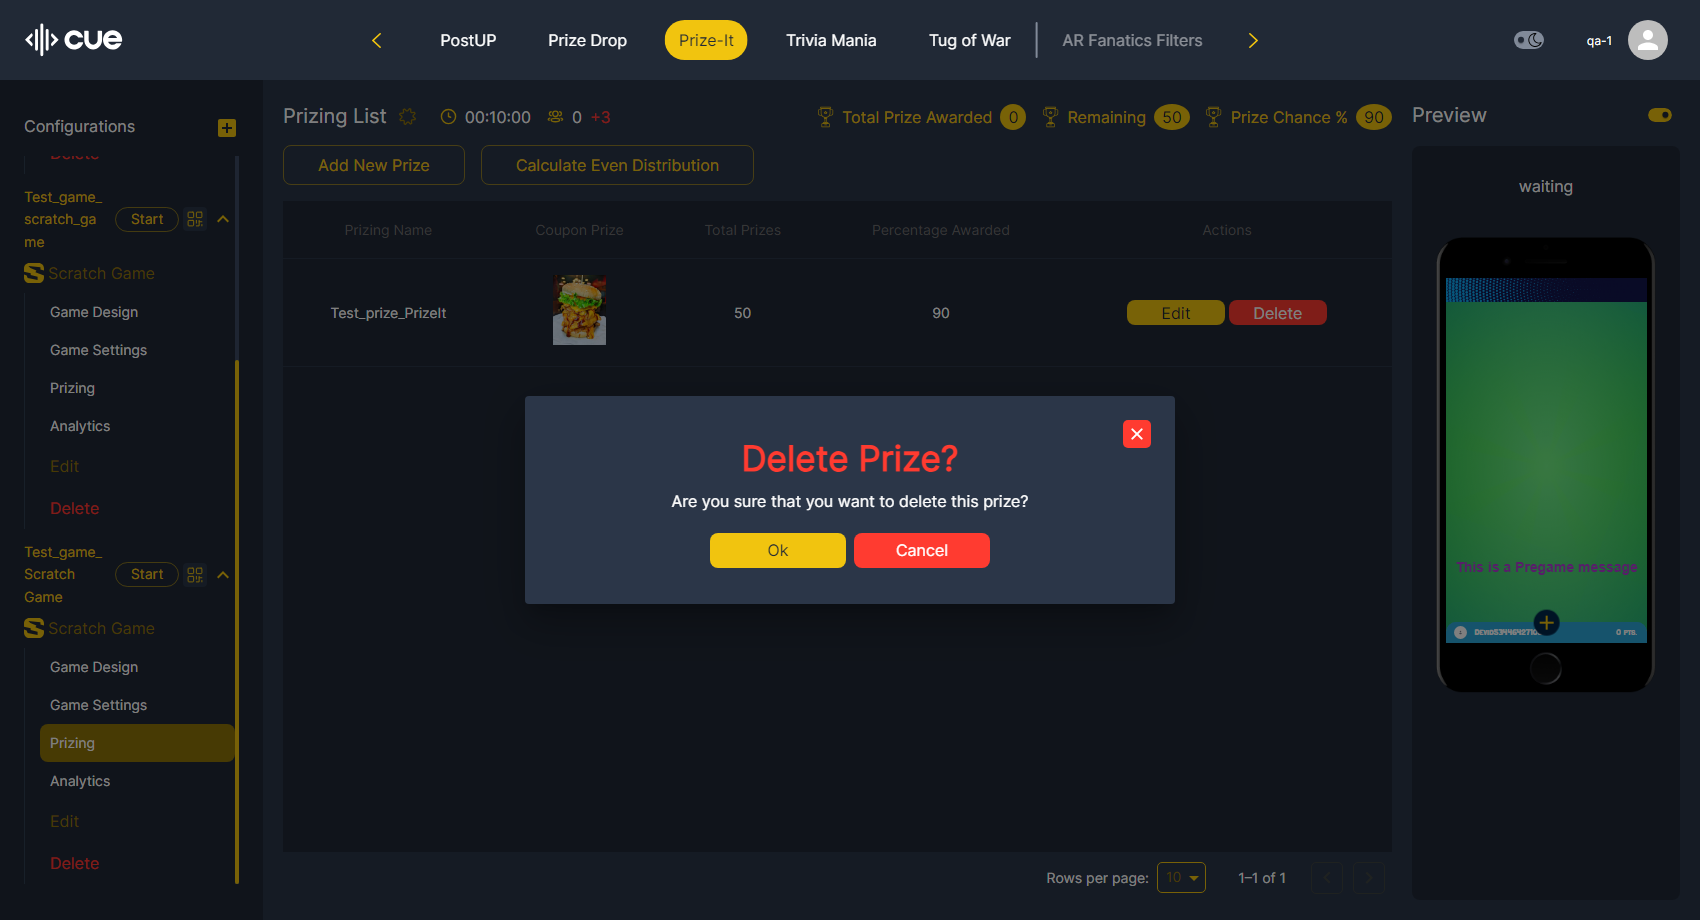 cue
PostUP
Prize Drop
Prize-It
Trivia Mania
Tug of War
AR Fanatics Filters
qa-1
Configurations
Delete
Test_game_
scratch_ga
me
Start
Scratch Game
Game Design
Game Settings
Prizing
Analytics
Edit
Delete
Test_game_
Scratch
Game
Start
Scratch Game
Game Design
Game Settings
Prizing
Analytics
Edit
Delete
Prizing List
00:10:00
0 +3
Total Prize Awarded 0
Remaining 50
Prize Chance % 90
Add New Prize
Calculate Even Distribution
Prizing Name
Coupon Prize
Total Prizes
Percentage Awarded
Actions
Test_prize_PrizeIt
50
90
Edit
Delete
Delete Prize?
Are you sure that you want to delete this prize?
Ok
Cancel
Rows per page: 10
1–1 of 1
Preview
waiting
This is a Pregame message
0 PTS.